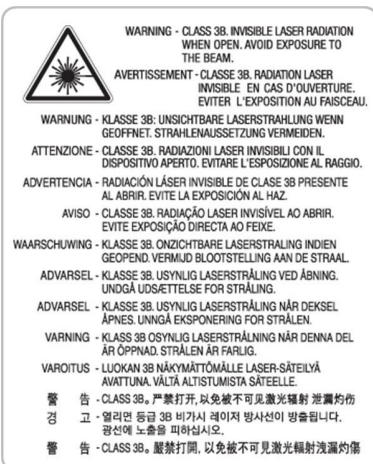 WARNING - CLASS 3B. INVISIBLE LASER RADIATION
WHEN OPEN. AVOID EXPOSURE TO
THE BEAM.
AVERTISSEMENT - CLASSE 3B. RADIATION LASER
INVISIBLE EN CAS D'OUVERTURE.
EVITER L'EXPOSITION AU FAISCEAU.
WARNUNG - KLASSE 3B: UNSICHTBARE LASERSTRAHLUNG WENN
GEOFFNET. STRAHLENAUSSETZUNG VERMEIDEN.
ATTENZIONE - CLASSE 3B. RADIAZIONI LASER INVISIBILI CON IL
DISPOSITIVO APERTO. EVITARE L'ESPOSIZIONE AL RAGGIO.
ADVERTENCIA - RADIACIÓN LÁSER INVISIBLE DE CLASE 3B PRESENTE
AL ABRIR. EVITE LA EXPOSICIÓN AL HAZ.
AVISO - CLASSE 3B. RADIAÇÃO LASER INVISÍVEL AO ABRIR.
EVITE EXPOSIÇÃO DIRECTA AO FEIXE.
WAARSCHUWING - KLASSE 3B. ONZICHTBARE LASERSTRALING INDIEN
GEOPEND. VERMIJD BLOOTSTELLING AAN DE STRAAL.
ADVARSEL - KLASSE 3B. USYNLIG LASERSTRÅLING VED ÅBNING.
UNDGÅ UDSÆTTELSE FOR STRÅLING.
ADVARSEL - KLASSE 3B. USYNLIG LASERSTRÅLING NÅR DEKSEL
ÅPNES. UNNGÅ EKSPONERING FOR STRÅLEN.
VARNING - KLASS 3B OSYNLIG LASERSTRÅLNING NÄR DENNA DEL
ÄR ÖPPNAD. STRÅLEN ÄR FARLIG.
VAROITUS - LUOKAN 3B NÄKYMÄTTÖMÄLLE LASER-SÄTEILYÄ
AVATTUNA. VÄLTÄ ALTISTUMISTA SÄTEELLE.
警 告 - CLASS 3B。严禁打开,以免被不可见激光辐射 泄漏灼伤
경 고 - 열리면 등급 3B 비가시 레이저 방사선이 방출됩니다.
광선에 노출을 피하십시오.
警 告 - CLASS 3B。嚴禁打開, 以免被不可見激光輻射洩漏灼傷